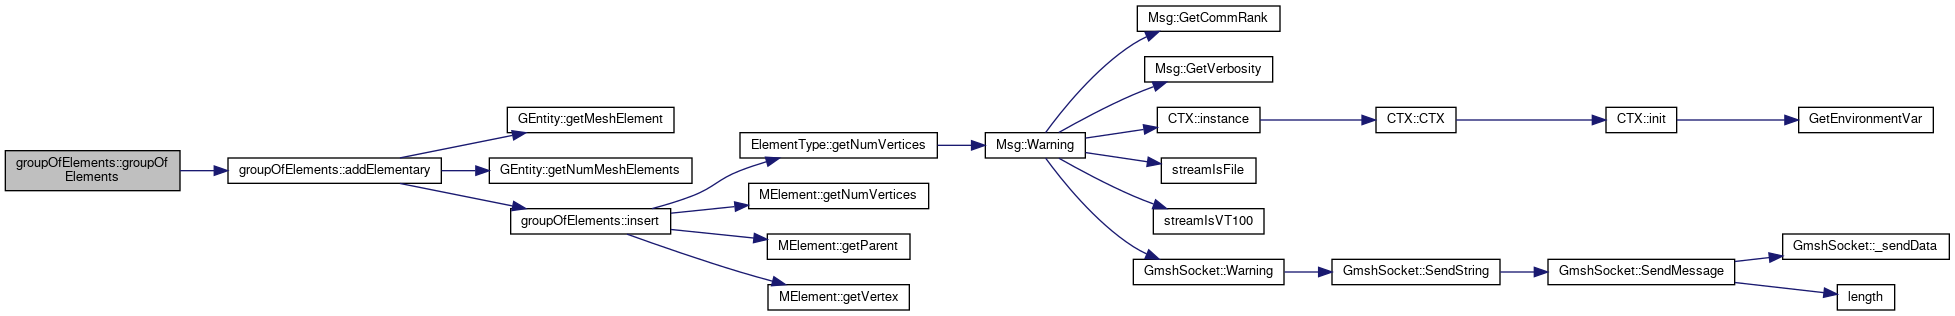 groupOfElements::groupOf
Elements
groupOfElements::addElementary
GEntity::getMeshElement
GEntity::getNumMeshElements
groupOfElements::insert
ElementType::getNumVertices
MElement::getNumVertices
MElement::getParent
MElement::getVertex
Msg::Warning
Msg::GetCommRank
Msg::GetVerbosity
CTX::instance
streamIsFile
streamIsVT100
GmshSocket::Warning
CTX::CTX
CTX::init
GetEnvironmentVar
GmshSocket::SendString
GmshSocket::SendMessage
GmshSocket::_sendData
length